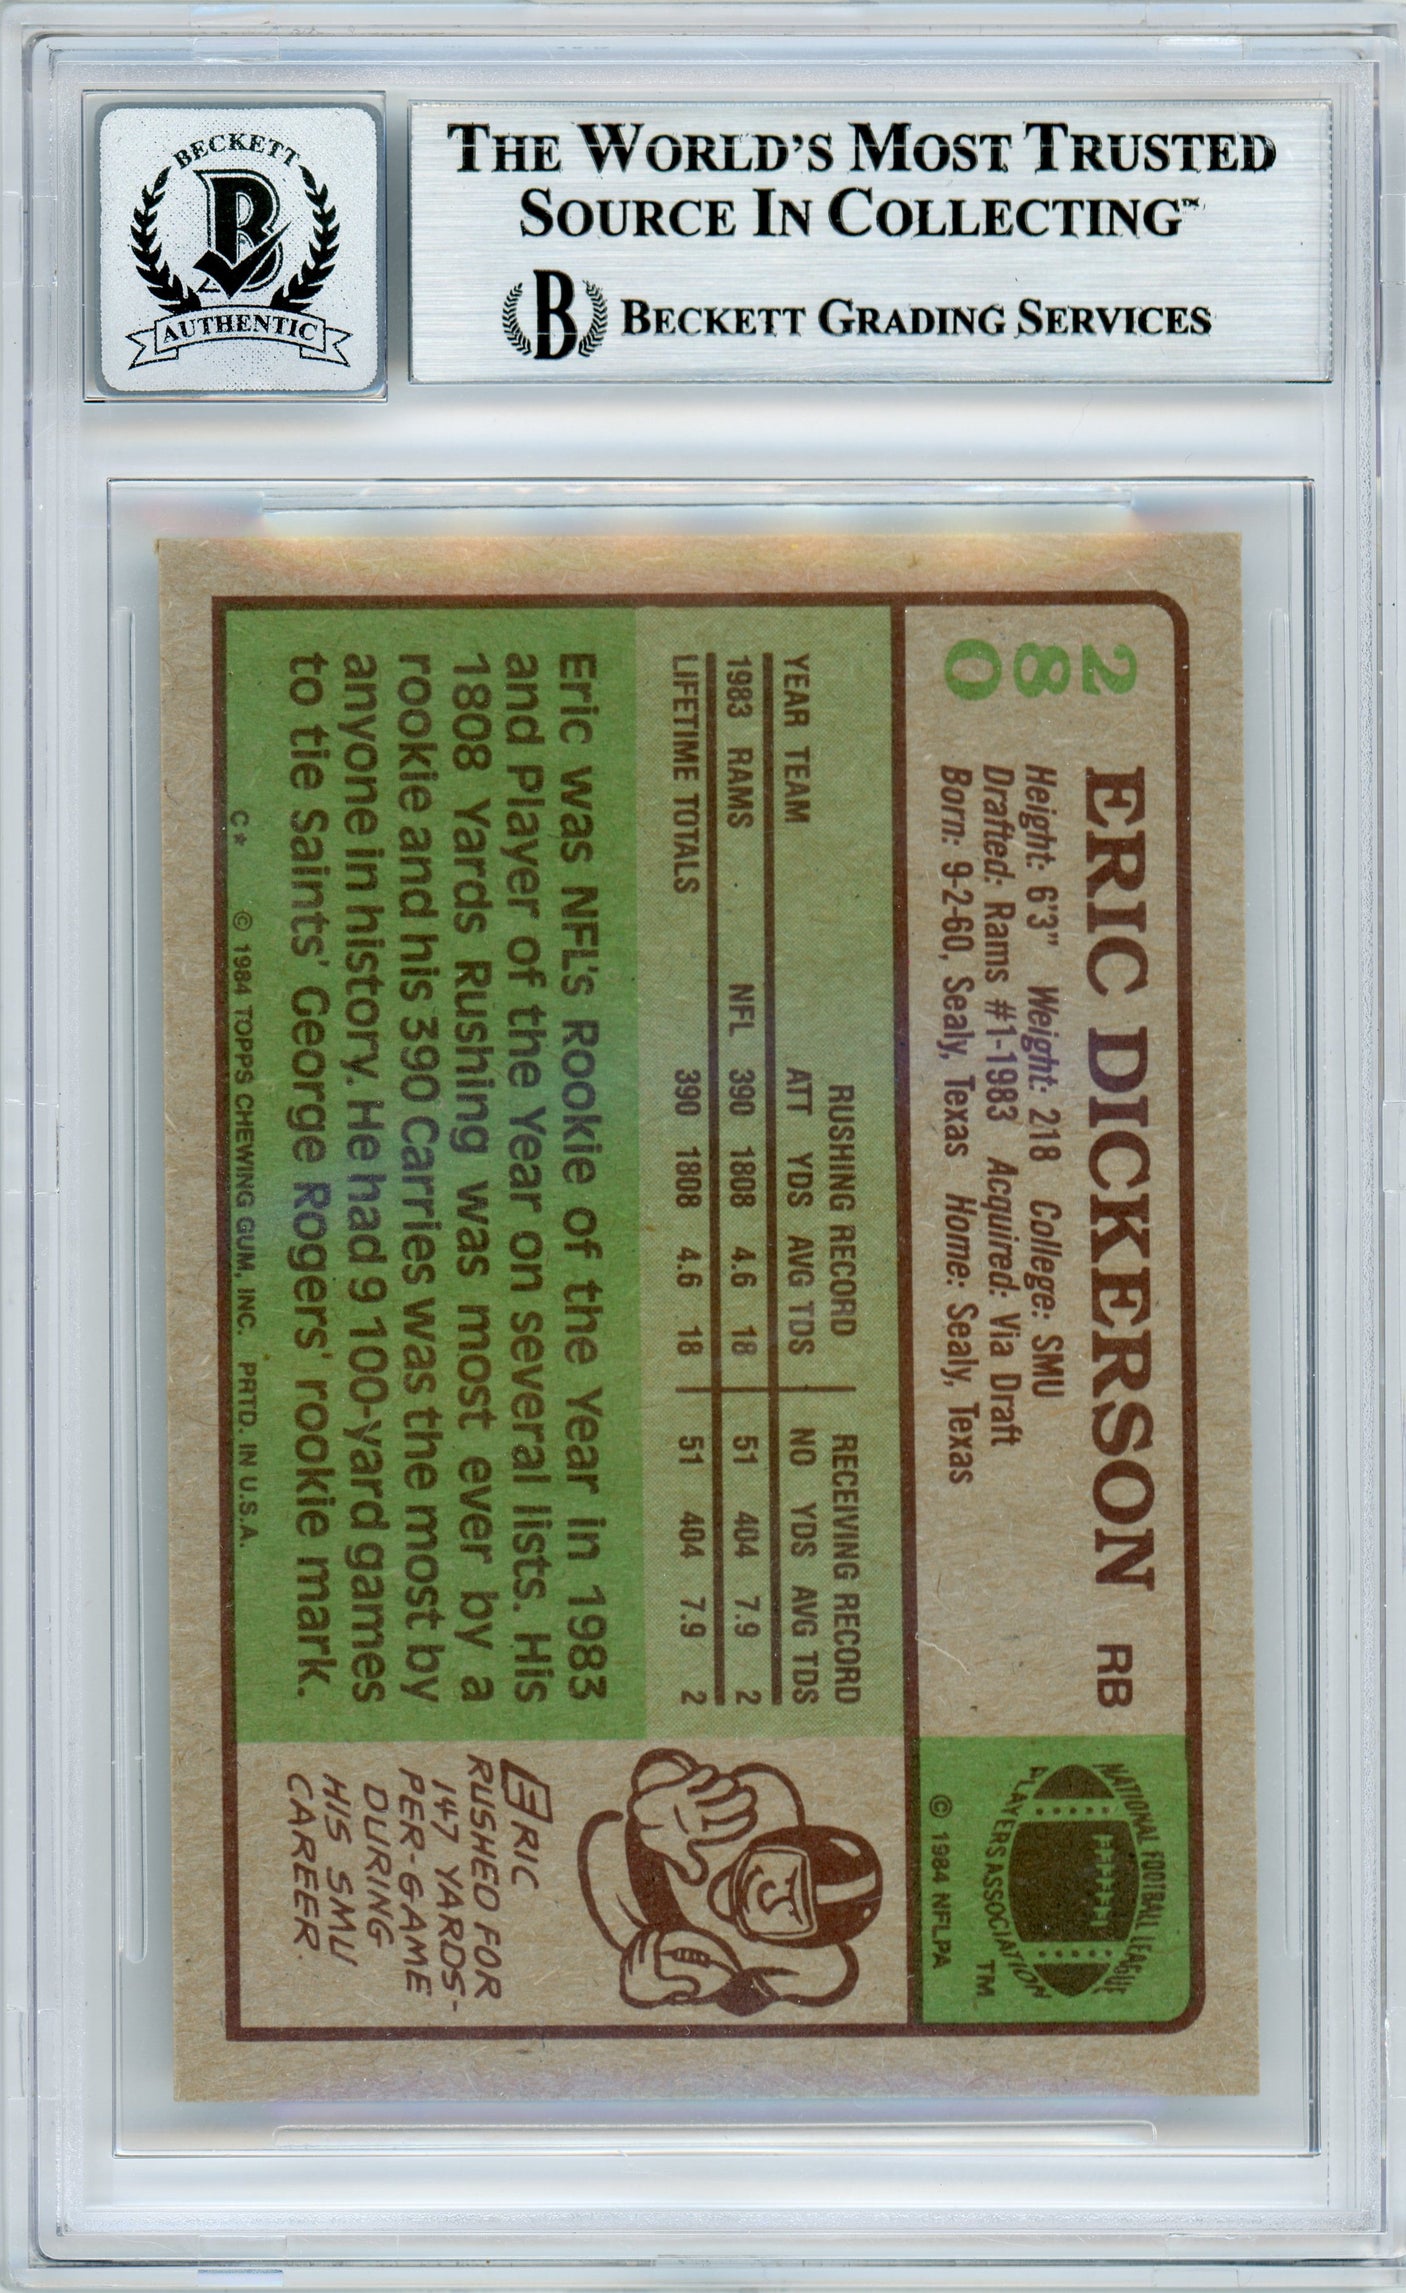 BECKETT
B
AUTHENTIC
THE WORLD'S MOST TRUSTED
SOURCE IN COLLECTING™
B BECKETT GRADING SERVICES
280
ERIC DICKERSON RB
Height: 6'3" Weight: 218 College: SMU
Drafted: Rams #1-1983 Acquired: Via Draft
Born: 9-2-60, Sealy, Texas Home: Sealy, Texas
NATIONAL FOOTBALL LEAGUE
PLAYERS ASSOCIATION
TM
© 1984 NFLPA
RUSHING RECORD RECEIVING RECORD
YEAR TEAM ATT YDS AVG TDS NO YDS AVG TDS
1983 RAMS NFL 390 1808 4.6 18 51 404 7.9 2
LIFETIME TOTALS 390 1808 4.6 18 51 404 7.9 2
Eric was NFL's Rookie of the Year in 1983
and Player of the Year on several lists. His
1808 Yards Rushing was most ever by a
rookie and his 390 Carries was the most by
anyone in history. He had 9 100-yard games
to tie Saints' George Rogers' rookie mark.
ERIC
RUSHED FOR
147 YARDS-
PER-GAME
DURING
HIS SMU
CAREER.
C* © 1984 TOPPS CHEWING GUM, INC. PRTD. IN U.S.A.